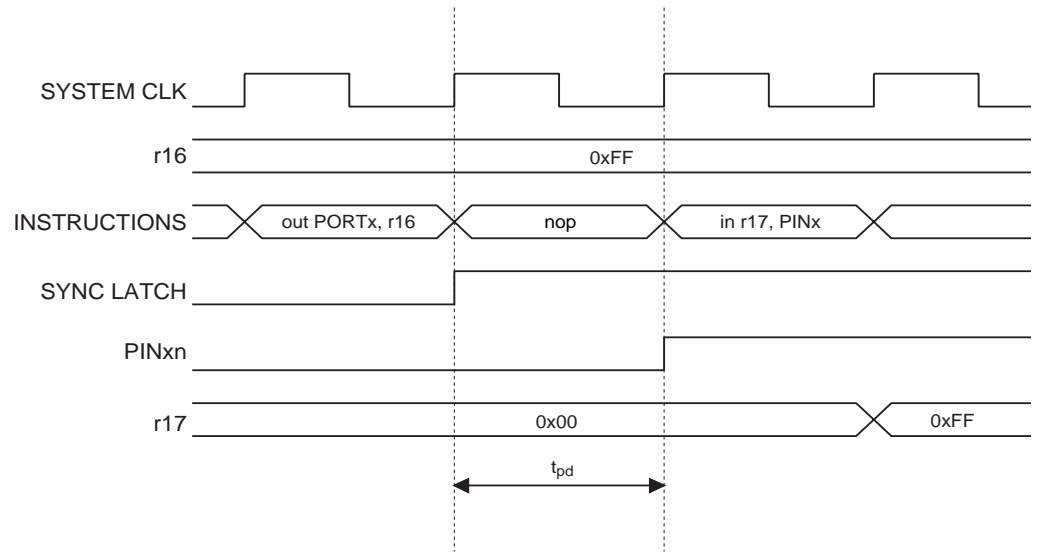 SYSTEM CLK
r16
0xFF
INSTRUCTIONS
out PORTx, r16
nop
in r17, PINx
SYNC LATCH
PINxn
r17
0x00
0xFF
tpd